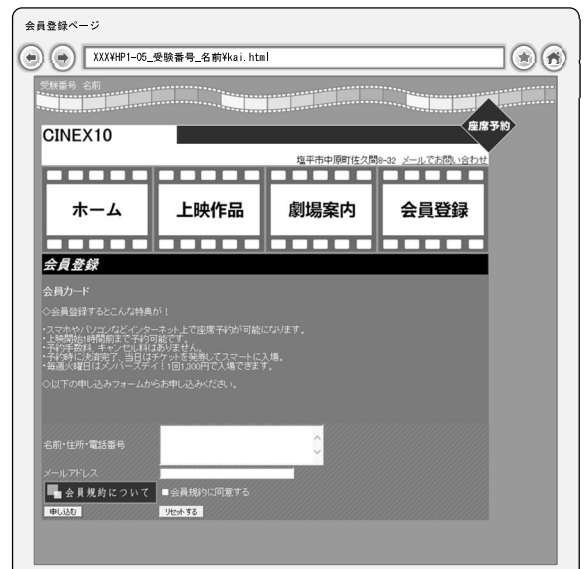 会員登録ページ
XXX¥HP1-05_受験番号_名前¥kai.html
受験番号 名前
座席予約
CINEX10
塩平市中原町佐久間8-32 メールでお問い合わせ
ホーム 上映作品 劇場案内 会員登録
会員登録
会員カード
◇会員登録するとこんな特典が！
・スマホやパソコンなどインターネット上で座席予約が可能になります。
・上映開始1時間前まで予約可能です。
・予約手数料、キャンセル料はありません。
・予約時に決済完了、当日はチケットを発券してスマートに入場。
・毎週火曜日はメンバーズデイ！1回1,300円で入場できます。
◇以下の申し込みフォームからお申し込みください。
名前・住所・電話番号
メールアドレス
会員規約について ■会員規約に同意する
申し込む リセットする